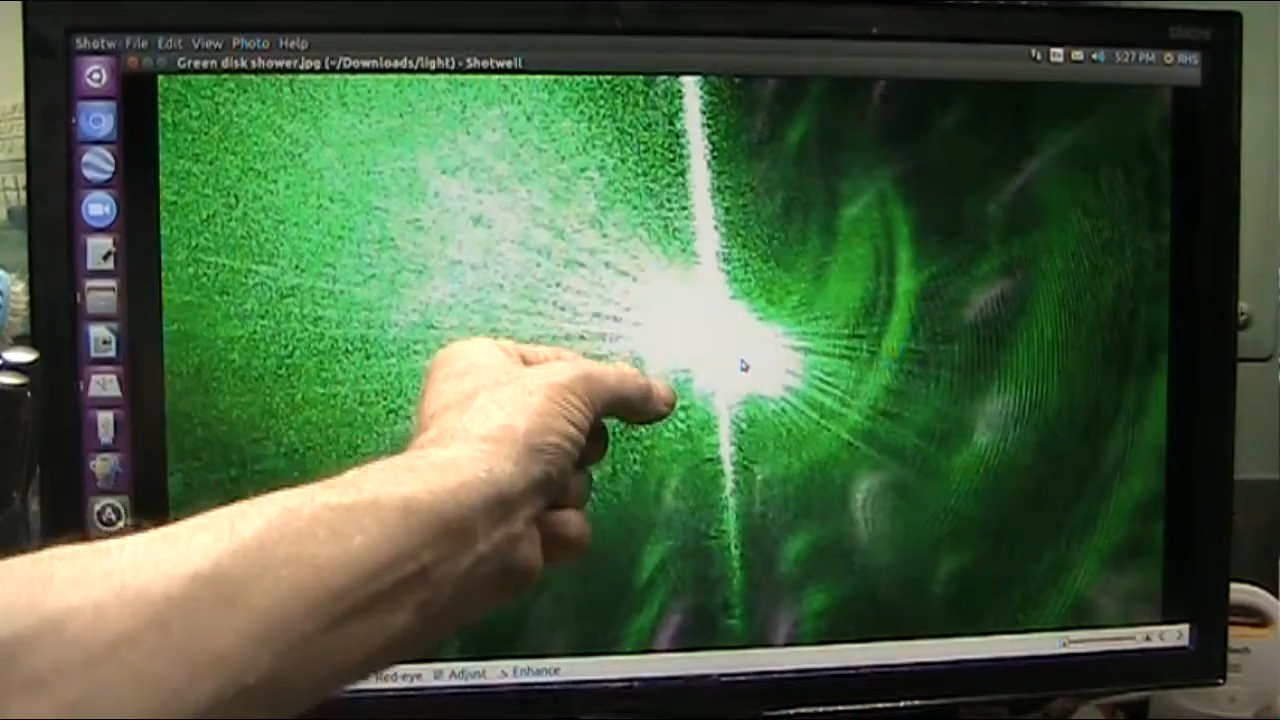 Shotw File Edit View Photo Help
Green disk shower.jpg (~/Downloads/light) - Shotwell
5:27 PM RHS
Red-eye Adjust Enhance